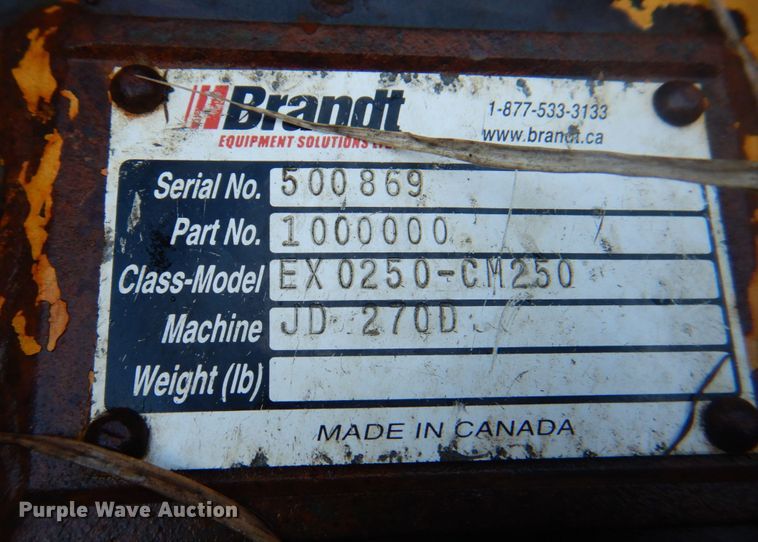 Brandt
EQUIPMENT SOLUTIONS
1-877-533-3133
www.brandt.ca
Serial No. 500869
Part No. 1000000
Class-Model EX0250-CM250
Machine JD 270D
Weight (lb)
MADE IN CANADA
Purple Wave Auction